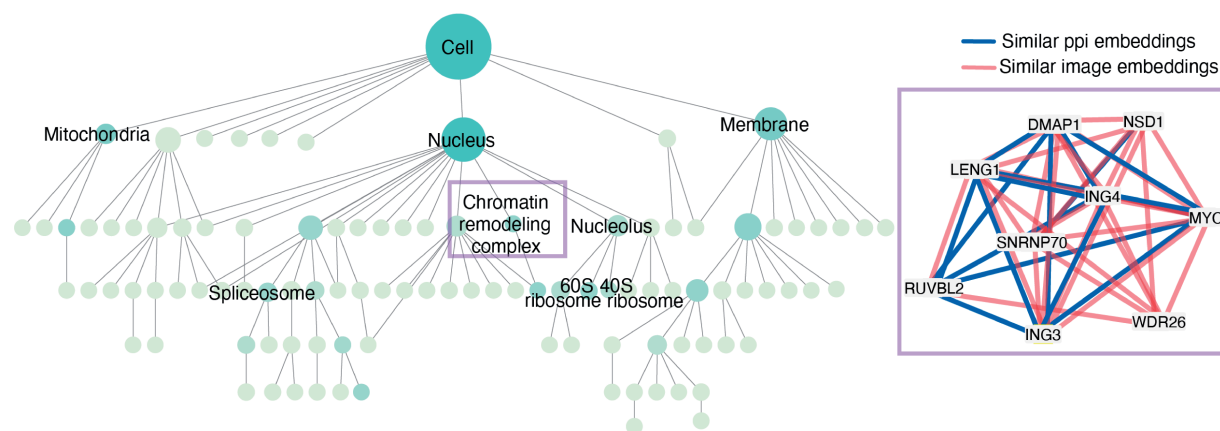 Cell
Similar ppi embeddings
Similar image embeddings
Mitochondria
Nucleus
Membrane
DMAP1
NSD1
LENG1
ING4
MYC
Chromatin
remodeling
complex
Nucleolus
SNRNP70
Spliceosome
60S 40S
ribosome ribosome
RUVBL2
WDR26
ING3